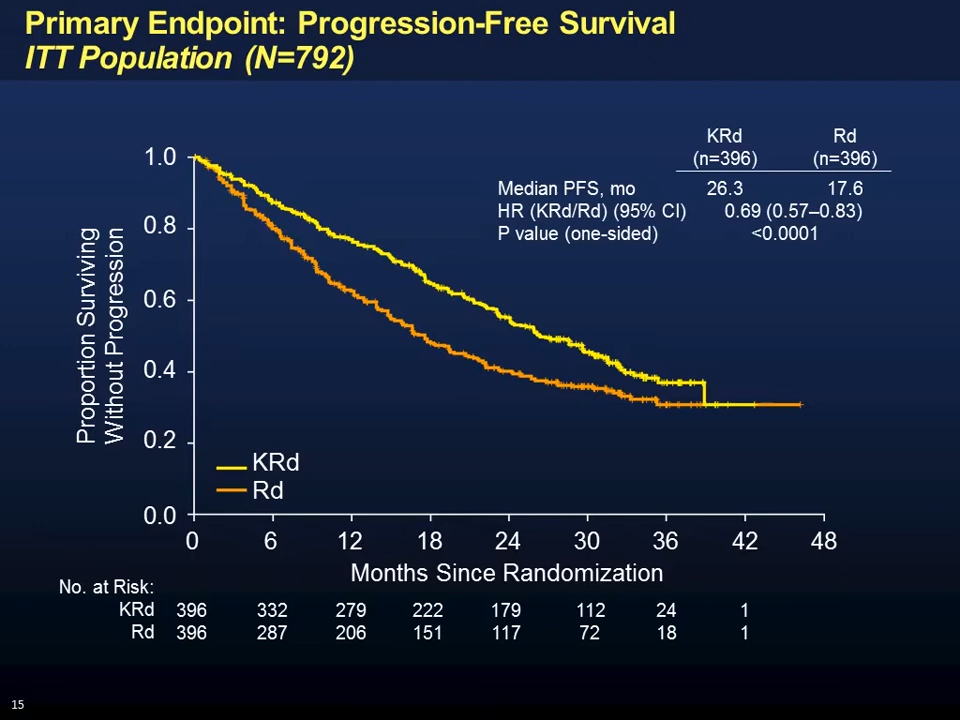 Primary Endpoint: Progression-Free Survival
ITT Population (N=792)
KRd Rd
(n=396) (n=396)
Median PFS, mo 26.3 17.6
HR (KRd/Rd) (95% CI) 0.69 (0.57–0.83)
P value (one-sided) <0.0001
Proportion Surviving
Without Progression
1.0
0.8
0.6
0.4
0.2
0.0
KRd
Rd
0 6 12 18 24 30 36 42 48
Months Since Randomization
No. at Risk:
KRd 396 332 279 222 179 112 24 1
Rd 396 287 206 151 117 72 18 1
15